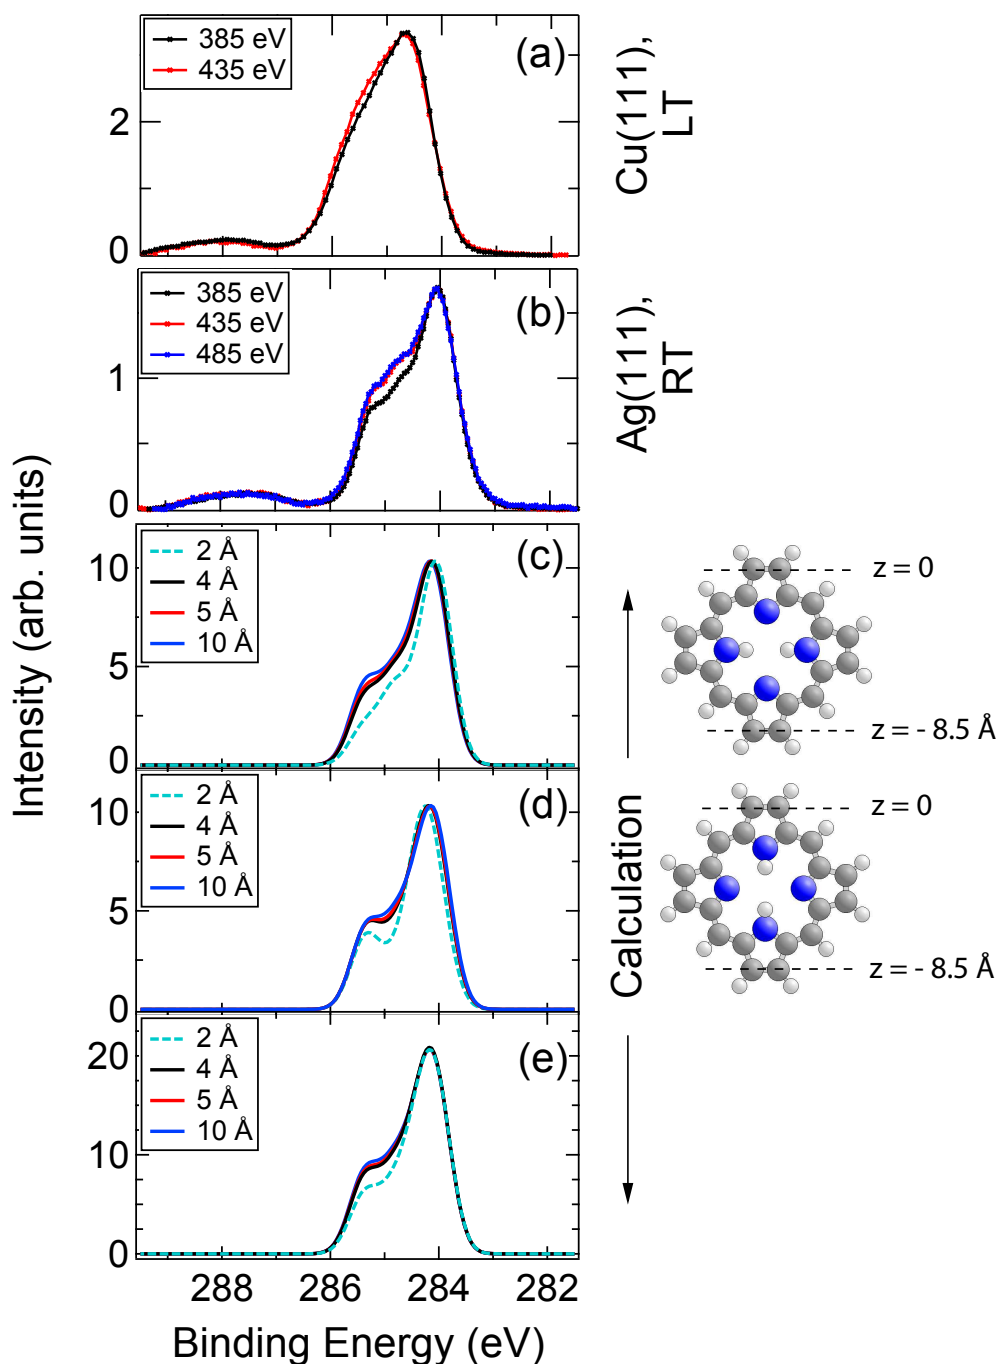 385 eV
435 eV
(a)
2
0
Cu(111),
LT
385 eV
435 eV
485 eV
(b)
1
0
Ag(111),
RT
Intensity (arb. units)
2 Å
4 Å
5 Å
10 Å
(c)
10
5
0
z = 0
z = - 8.5 Å
2 Å
4 Å
5 Å
10 Å
(d)
10
5
0
Calculation
z = 0
z = - 8.5 Å
2 Å
4 Å
5 Å
10 Å
(e)
20
10
0
288 286 284 282
Binding Energy (eV)